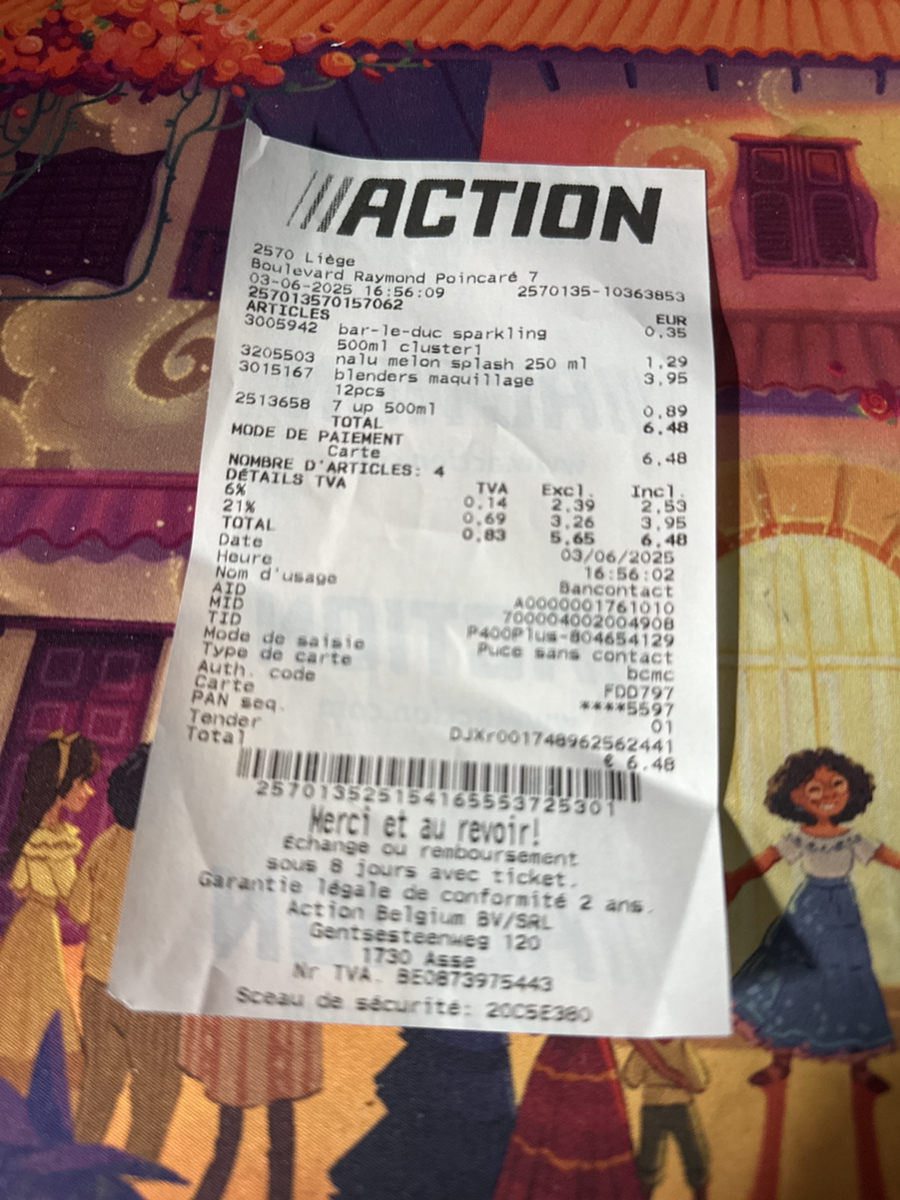 ///ACTION
2570 Liège
Boulevard Raymond Poincaré 7
03-06-2025 16:56:09 2570135-10363853
257013570157062
ARTICLES EUR
3005942 bar-le-duc sparkling 0,35
500ml cluster1
3205503 nalu melon splash 250 ml 1,29
3015167 blenders maquillage 3,95
12pcs
2513658 7 up 500ml 0,89
TOTAL 6,48
MODE DE PAIEMENT
Carte 6,48
NOMBRE D'ARTICLES: 4
DÉTAILS TVA TVA Excl. Incl.
6% 0,14 2,39 2,53
21% 0,69 3,26 3,95
TOTAL 0,83 5,65 6,48
Date 03/06/2025
Heure 16:56:02
Nom d'usage Bancontact
AID A0000001761010
MID 700004002004908
TID P400Plus-804654129
Mode de saisie Puce sans contact
Type de carte bcmc
Auth. code FDD797
Carte ****5597
PAN seq. 01
Tender DJXr001748962562441
Total € 6,48
2570135251541655553725301
Merci et au revoir!
Échange ou remboursement
sous 8 jours avec ticket.
Garantie légale de conformité 2 ans.
Action Belgium BV/SRL
Gentsesteenweg 120
1730 Asse
Nr TVA. BE0873975443
Sceau de sécurité: 20C5E380